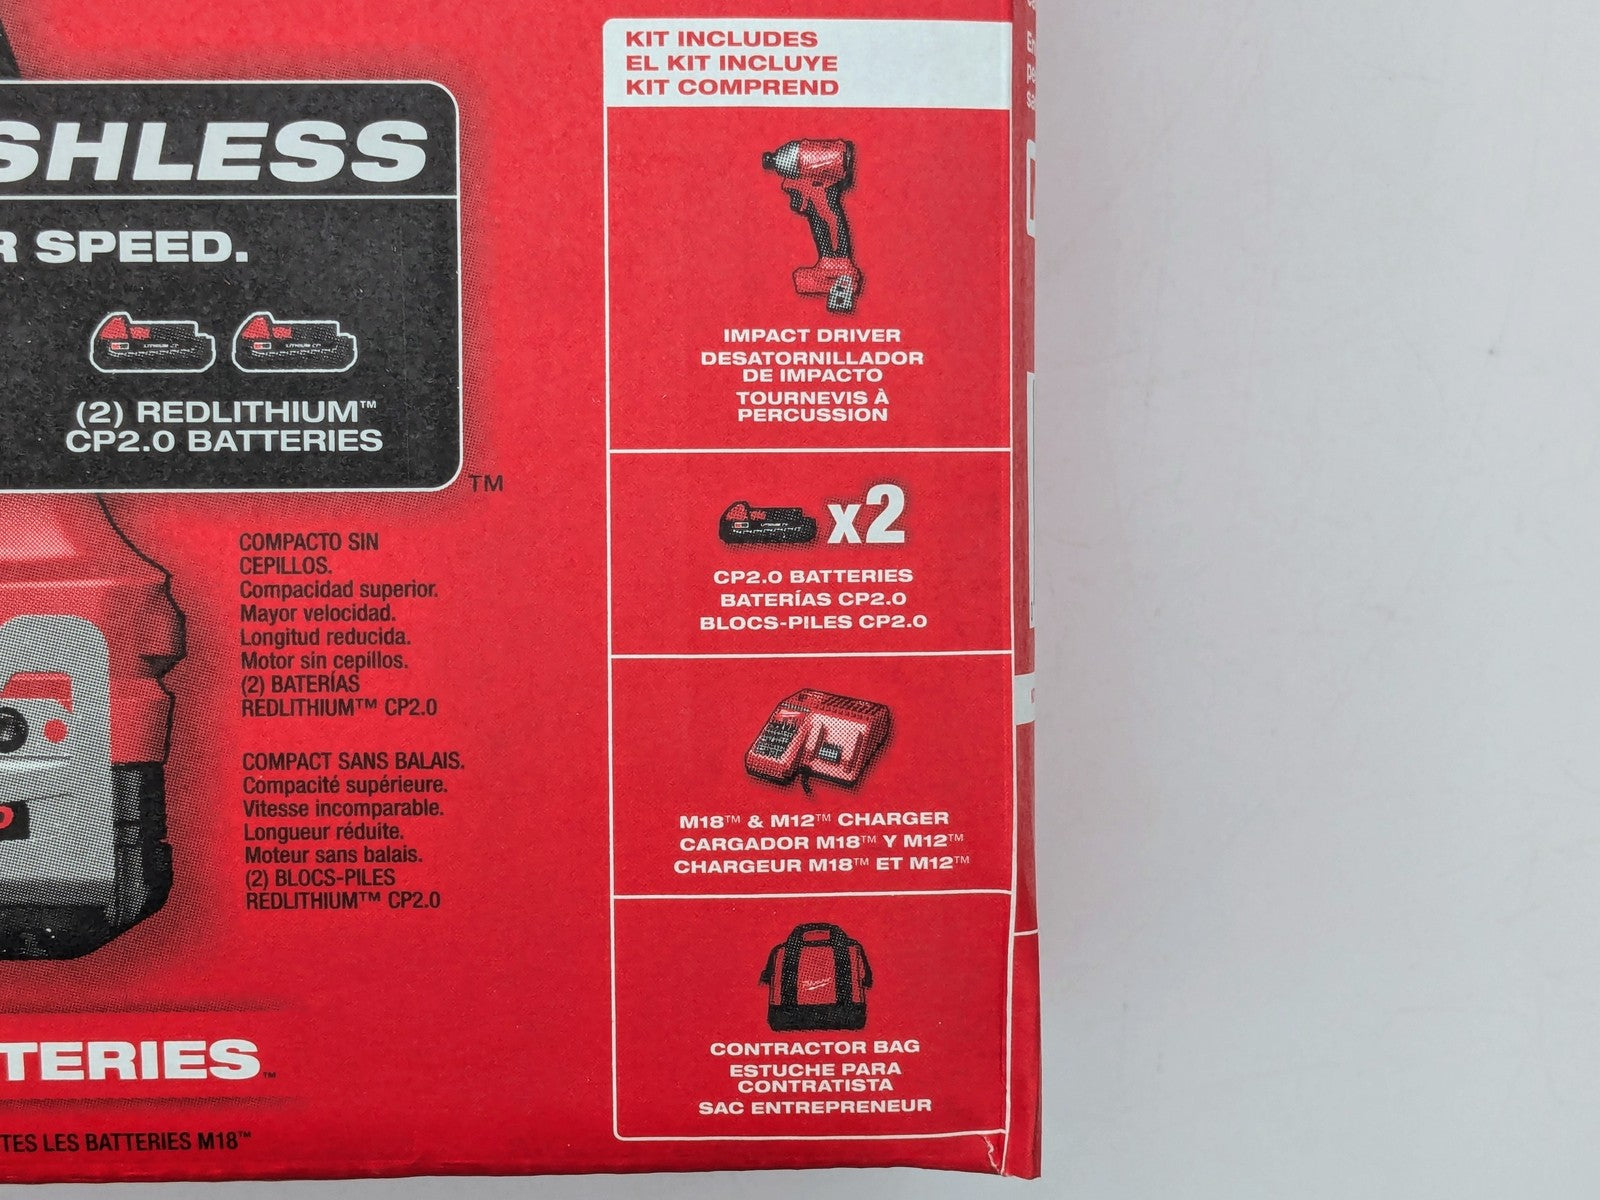 SHLESS
R SPEED.
(2) REDLITHIUM™
CP2.0 BATTERIES
™
COMPACTO SIN
CEPILLOS.
Compacidad superior.
Mayor velocidad.
Longitud reducida.
Motor sin cepillos.
(2) BATERÍAS
REDLITHIUM™ CP2.0
COMPACT SANS BALAIS.
Compacité supérieure.
Vitesse incomparable.
Longueur réduite.
Moteur sans balais.
(2) BLOCS-PILES
REDLITHIUM™ CP2.0
TERIES™
TES LES BATTERIES M18™
KIT INCLUDES
EL KIT INCLUYE
KIT COMPREND
IMPACT DRIVER
DESATORNILLADOR
DE IMPACTO
TOURNEVIS À
PERCUSSION
x2
CP2.0 BATTERIES
BATERÍAS CP2.0
BLOCS-PILES CP2.0
M18™ & M12™ CHARGER
CARGADOR M18™ Y M12™
CHARGEUR M18™ ET M12™
CONTRACTOR BAG
ESTUCHE PARA
CONTRATISTA
SAC ENTREPRENEUR